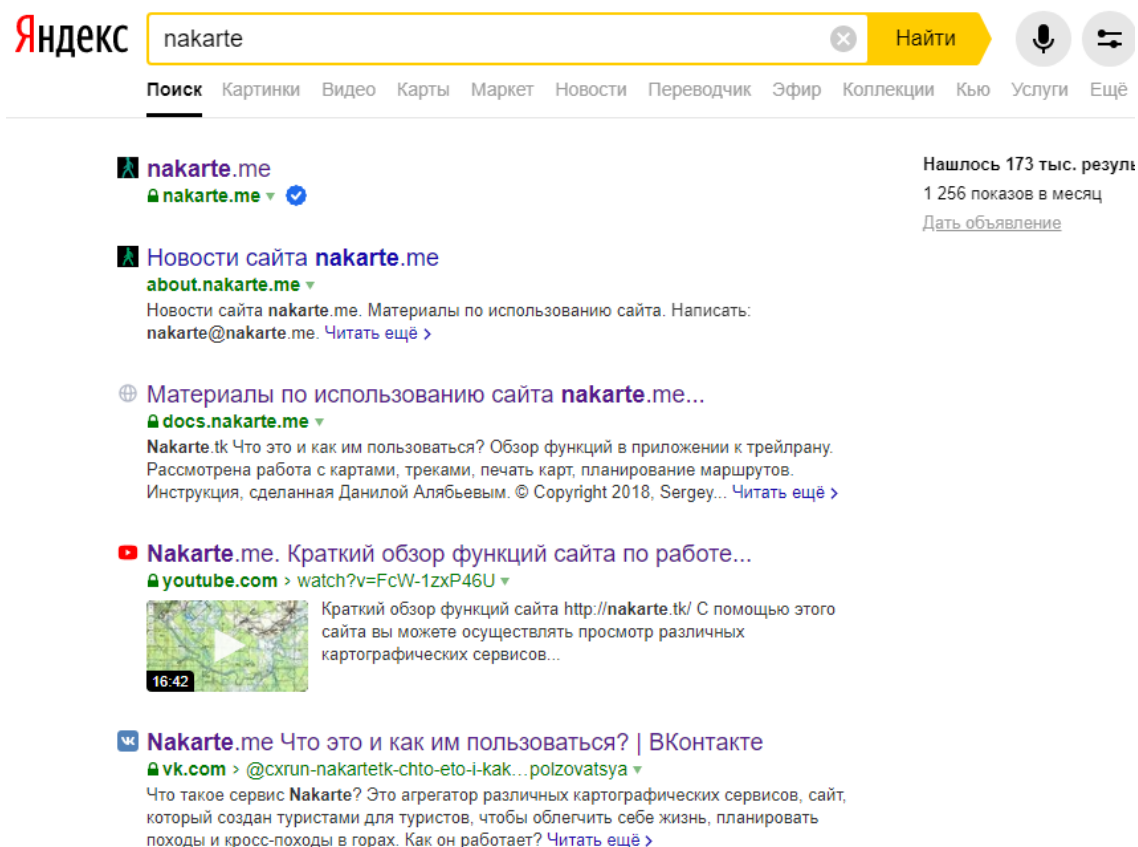 Яндекс
nakarte
Найти
Поиск Картинки Видео Карты Маркет Новости Переводчик Эфир Коллекции Кью Услуги Ещё
nakarte.me
nakarte.me
Новости сайта nakarte.me
about.nakarte.me
Новости сайта nakarte.me. Материалы по использованию сайта. Написать:
nakarte@nakarte.me. Читать ещё >
Материалы по использованию сайта nakarte.me...
docs.nakarte.me
Nakarte.tk Что это и как им пользоваться? Обзор функций в приложении к трейлрану.
Рассмотрена работа с картами, треками, печать карт, планирование маршрутов.
Инструкция, сделанная Данилой Алябьевым. © Copyright 2018, Sergey... Читать ещё >
Nakarte.me. Краткий обзор функций сайта по работе...
youtube.com > watch?v=FcW-1zxP46U
16:42
Краткий обзор функций сайта http://nakarte.tk/ С помощью этого
сайта вы можете осуществлять просмотр различных
картографических сервисов...
Nakarte.me Что это и как им пользоваться? | ВКонтакте
vk.com > @cxrun-nakartetk-chto-eto-i-kak...polzovatsya
Что такое сервис Nakarte? Это агрегатор различных картографических сервисов, сайт,
который создан туристами для туристов, чтобы облегчить себе жизнь, планировать
походы и кросс-походы в горах. Как он работает? Читать ещё >
Нашлось 173 тыс. резуль
1 256 показов в месяц
Дать объявление